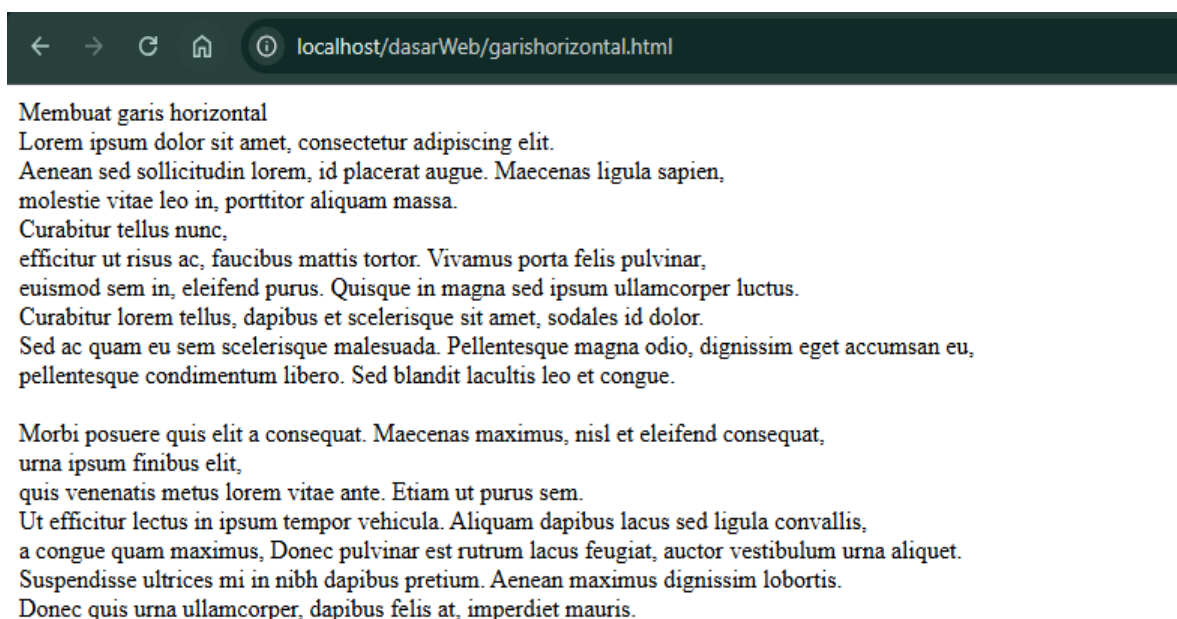 localhost/dasarWeb/garishorizontal.html
Membuat garis horizontal
Lorem ipsum dolor sit amet, consectetur adipiscing elit.
Aenean sed sollicitudin lorem, id placerat augue. Maecenas ligula sapien,
molestie vitae leo in, porttitor aliquam massa.
Curabitur tellus nunc,
efficitur ut risus ac, faucibus mattis tortor. Vivamus porta felis pulvinar,
euismod sem in, eleifend purus. Quisque in magna sed ipsum ullamcorper luctus.
Curabitur lorem tellus, dapibus et scelerisque sit amet, sodales id dolor.
Sed ac quam eu sem scelerisque malesuada. Pellentesque magna odio, dignissim eget accumsan eu,
pellentesque condimentum libero. Sed blandit lacultis leo et congue.
Morbi posuere quis elit a consequat. Maecenas maximus, nisl et eleifend consequat,
urna ipsum finibus elit,
quis venenatis metus lorem vitae ante. Etiam ut purus sem.
Ut efficitur lectus in ipsum tempor vehicula. Aliquam dapibus lacus sed ligula convallis,
a congue quam maximus, Donec pulvinar est rutrum lacus feugiat, auctor vestibulum urna aliquet.
Suspendisse ultrices mi in nibh dapibus pretium. Aenean maximus dignissim lobortis.
Donec quis urna ullamcorper, dapibus felis at, imperdiet mauris.